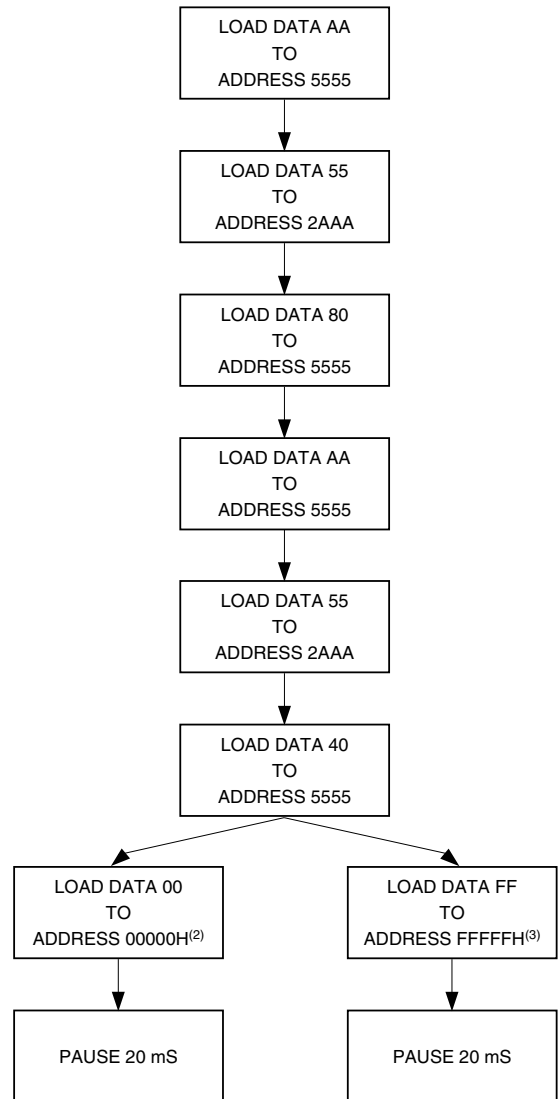 LOAD DATA AA
TO
ADDRESS 5555
LOAD DATA 55
TO
ADDRESS 2AAA
LOAD DATA 80
TO
ADDRESS 5555
LOAD DATA AA
TO
ADDRESS 5555
LOAD DATA 55
TO
ADDRESS 2AAA
LOAD DATA 40
TO
ADDRESS 5555
LOAD DATA 00
TO
ADDRESS 00000H(2)
LOAD DATA FF
TO
ADDRESS FFFFFH(3)
PAUSE 20 mS
PAUSE 20 mS